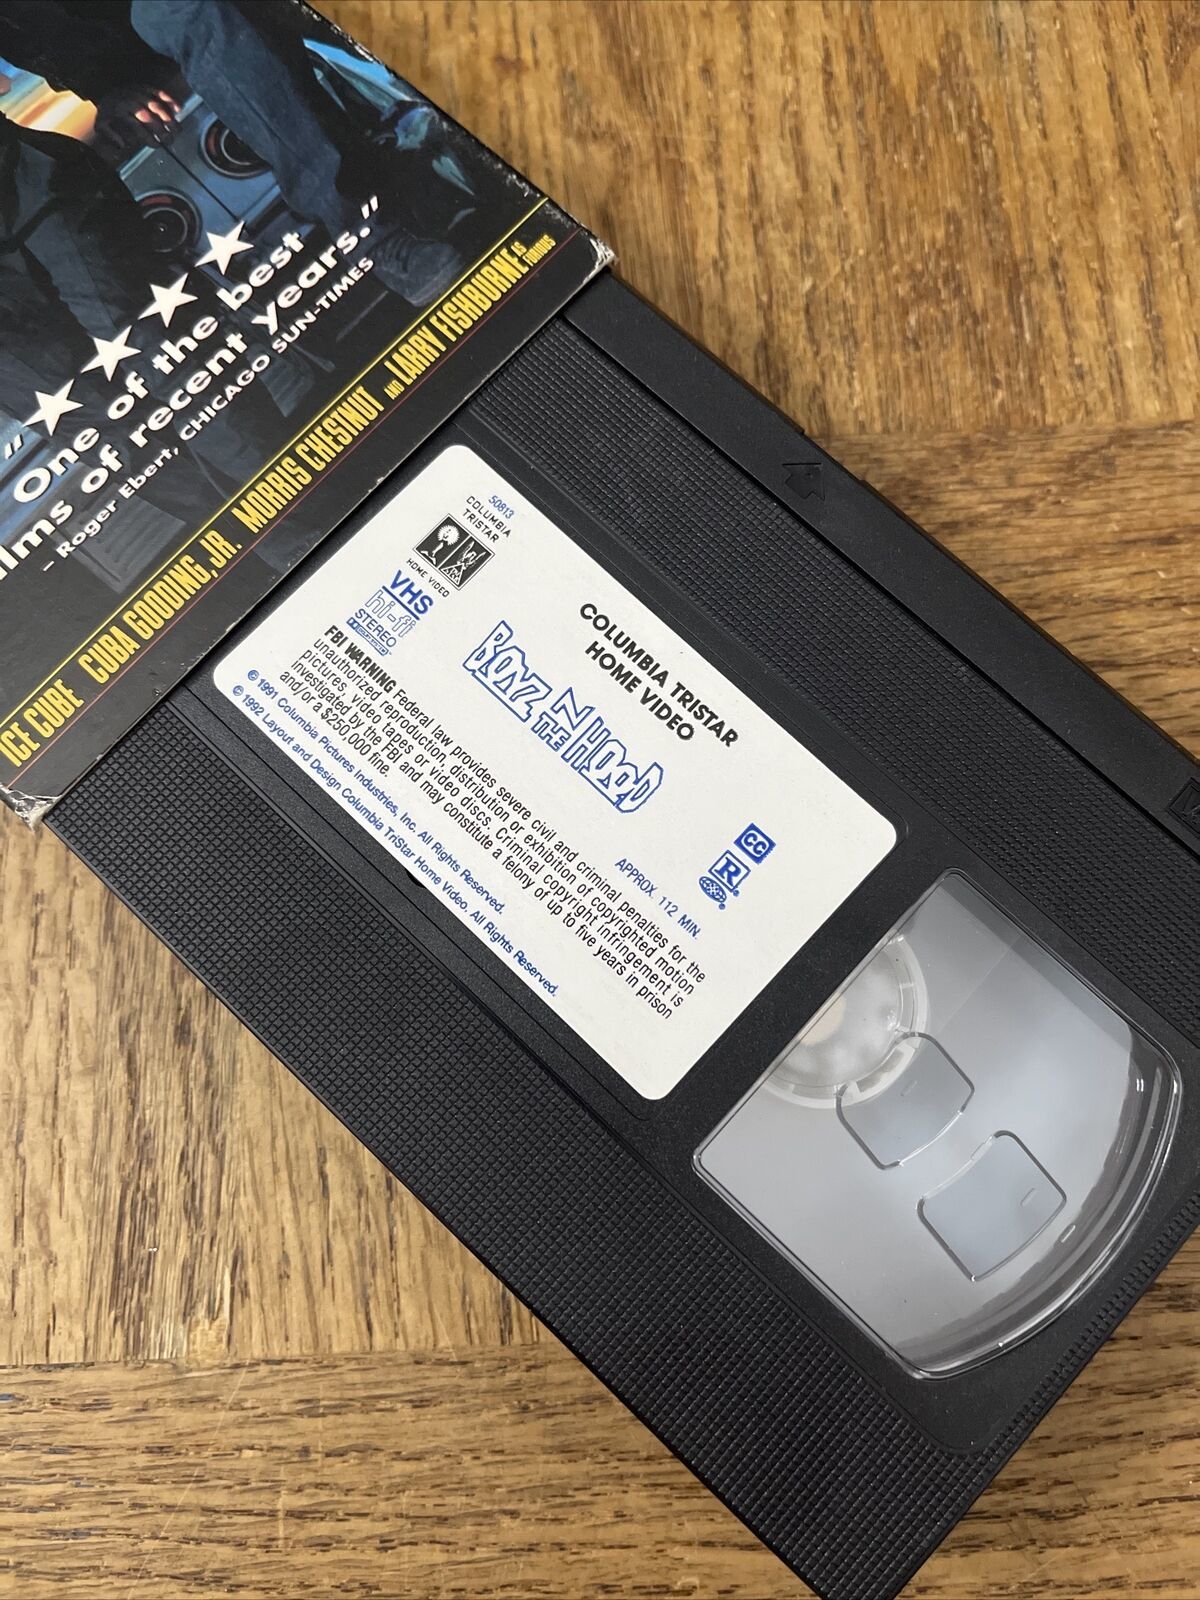 "One of the best
films of recent years."
- Roger Ebert, CHICAGO SUN-TIMES
ICE CUBE CUBA GOODING, JR. MORRIS CHESTNUT AND LARRY FISHBURNE AS FURIOUS
50813
COLUMBIA
TRISTAR
HOME VIDEO
VHS
hi-fi
STEREO
COLUMBIA TRISTAR
HOME VIDEO
BOYZ N
THE HOOD
CC
R
APPROX. 112 MIN.
FBI WARNING Federal law provides severe civil and criminal penalties for the
unauthorized reproduction, distribution or exhibition of copyrighted motion
pictures, video tapes or video discs. Criminal copyright infringement is
investigated by the FBI and may constitute a felony of up to five years in prison
and/or a $250,000 fine.
© 1991 Columbia Pictures Industries, Inc. All Rights Reserved.
© 1992 Layout and Design Columbia TriStar Home Video. All Rights Reserved.